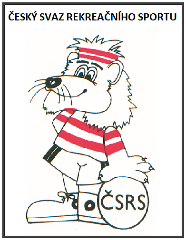 ČESKÝ SVAZ REKREAČNÍHO SPORTU
ČSRS